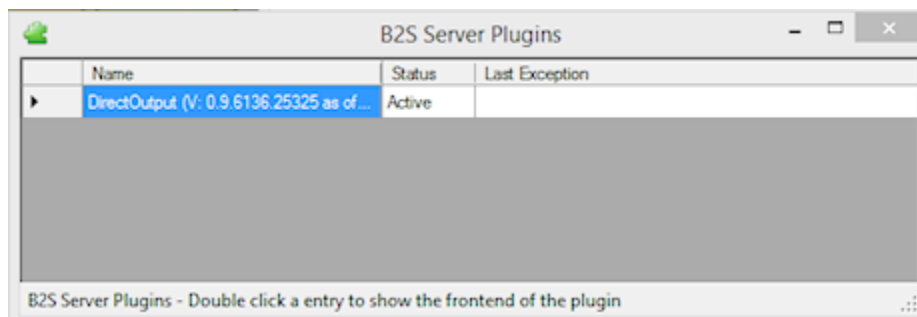 B2S Server Plugins
Name Status Last Exception
DirectOutput (V: 0.9.6136.25325 as of... Active
B2S Server Plugins - Double click a entry to show the frontend of the plugin